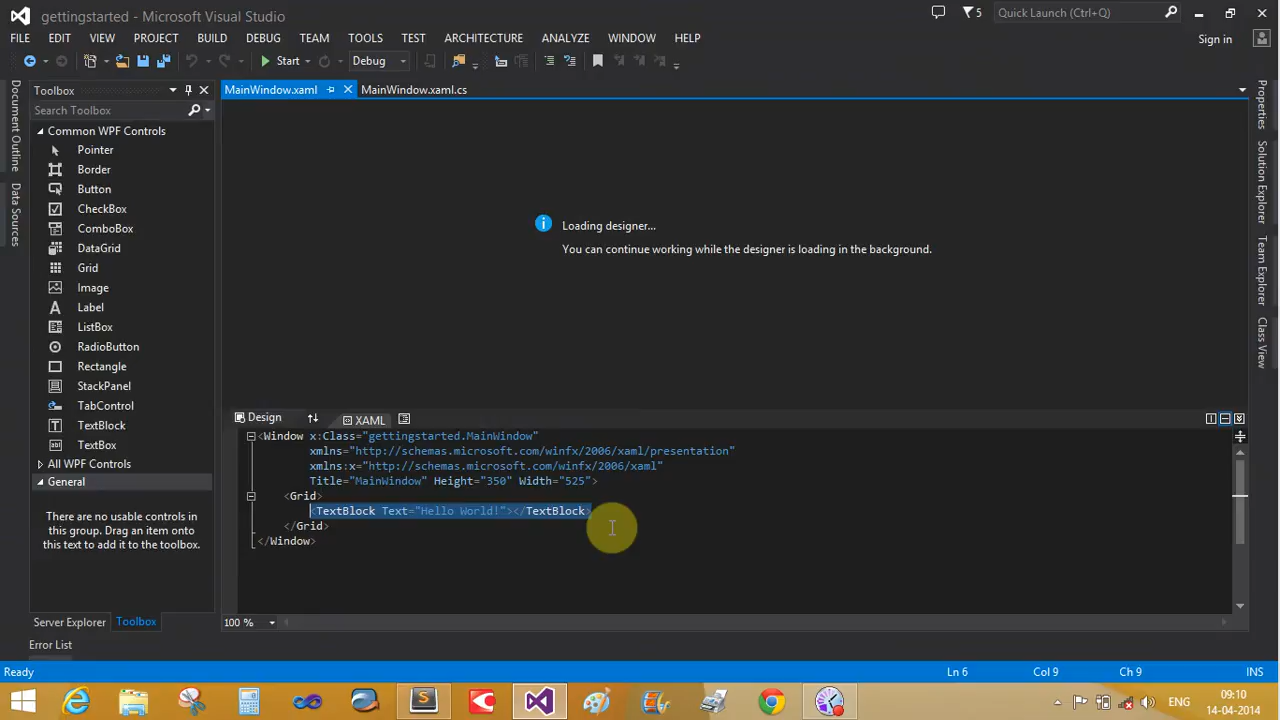 gettingstarted - Microsoft Visual Studio
5
Quick Launch (Ctrl+Q)
FILE EDIT VIEW PROJECT BUILD DEBUG TEAM TOOLS TEST ARCHITECTURE ANALYZE WINDOW HELP
Sign in
Start
Debug
Document Outline
Data Sources
Toolbox
Search Toolbox
Common WPF Controls
Pointer
Border
Button
CheckBox
ComboBox
DataGrid
Grid
Image
Label
ListBox
RadioButton
Rectangle
StackPanel
TabControl
TextBlock
TextBox
All WPF Controls
General
There are no usable controls in
this group. Drag an item onto
this text to add it to the toolbox.
Server Explorer Toolbox
MainWindow.xaml MainWindow.xaml.cs
Loading designer...
You can continue working while the designer is loading in the background.
Design XAML
<Window x:Class="gettingstarted.MainWindow"
xmlns="http://schemas.microsoft.com/winfx/2006/xaml/presentation"
xmlns:x="http://schemas.microsoft.com/winfx/2006/xaml"
Title="MainWindow" Height="350" Width="525">
<Grid>
<TextBlock Text="Hello World!"></TextBlock>
</Grid>
</Window>
100 %
Properties
Solution Explorer
Team Explorer
Class View
Error List
Ready
Ln 6 Col 9 Ch 9 INS
ENG
09:10
14-04-2014